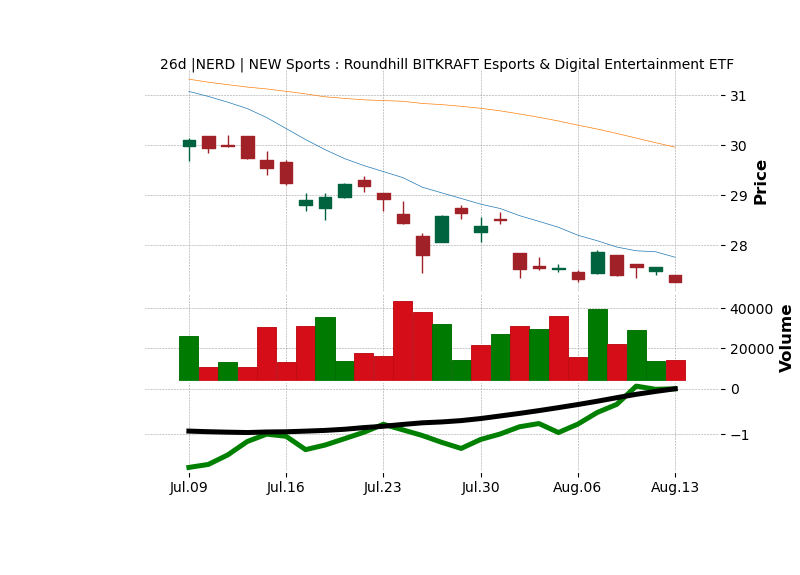 26d |NERD | NEW Sports : Roundhill BITKRAFT Esports & Digital Entertainment ETF
31
30
29
28
Price
40000
20000
Volume
0
−1
Jul.09 Jul.16 Jul.23 Jul.30 Aug.06 Aug.13